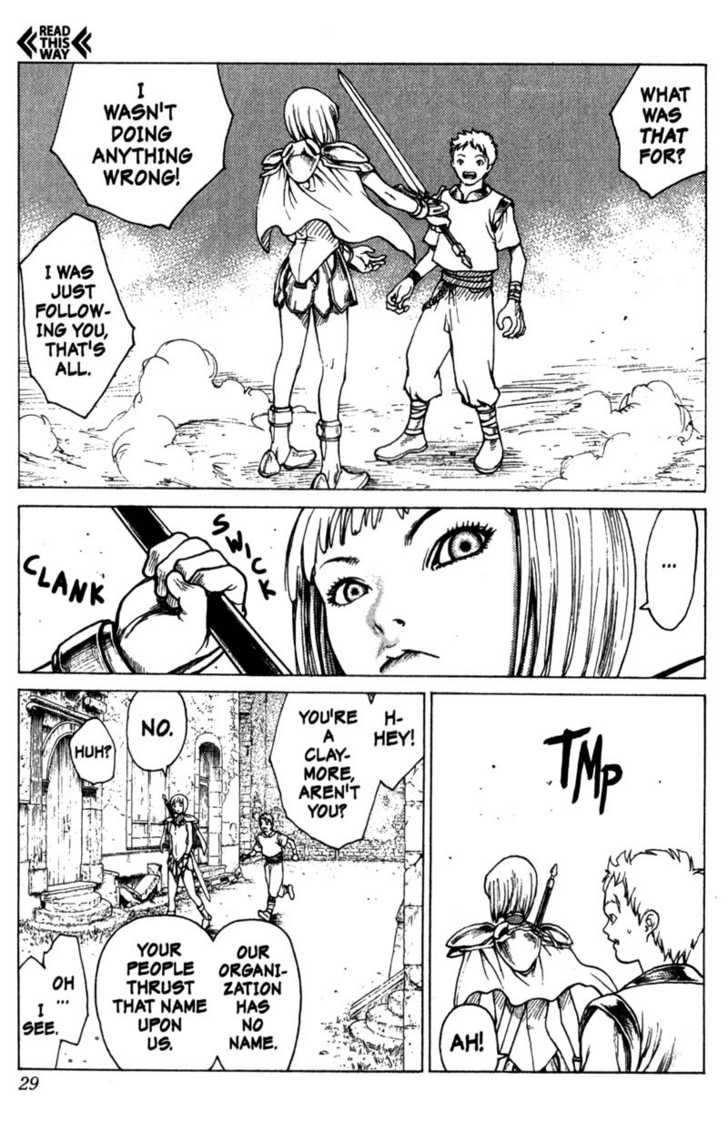 READ
THIS
WAY
WHAT
WAS
THAT
FOR?
I
WASN'T
DOING
ANYTHING
WRONG!
I WAS
JUST
FOLLOW-
ING YOU,
THAT'S
ALL.
...
SWICK
CLANK
TMP
AH!
H-
HEY!
YOU'RE
A
CLAY-
MORE,
AREN'T
YOU?
NO.
HUH?
OUR
ORGANI-
ZATION
HAS
NO
NAME.
YOUR
PEOPLE
THRUST
THAT NAME
UPON
US.
OH
...
I
SEE.
29